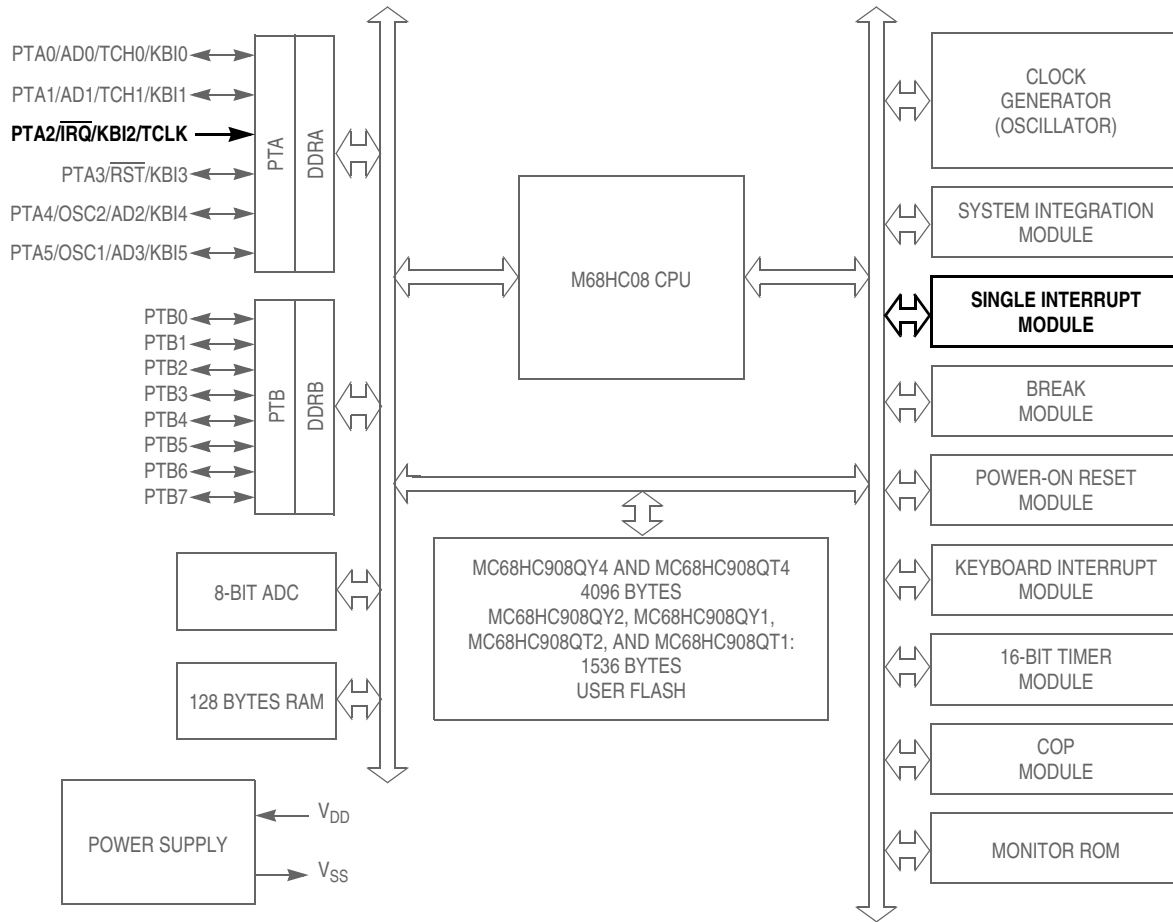 PTA0/AD0/TCH0/KBI0
PTA1/AD1/TCH1/KBI1
PTA2/I̅R̅Q̅/KBI2/TCLK
PTA3/R̅S̅T̅/KBI3
PTA4/OSC2/AD2/KBI4
PTA5/OSC1/AD3/KBI5
PTA
DDRA
PTB0
PTB1
PTB2
PTB3
PTB4
PTB5
PTB6
PTB7
PTB
DDRB
8-BIT ADC
128 BYTES RAM
POWER SUPPLY
VDD
VSS
M68HC08 CPU
MC68HC908QY4 AND MC68HC908QT4
4096 BYTES
MC68HC908QY2, MC68HC908QY1,
MC68HC908QT2, AND MC68HC908QT1:
1536 BYTES
USER FLASH
CLOCK
GENERATOR
(OSCILLATOR)
SYSTEM INTEGRATION
MODULE
SINGLE INTERRUPT
MODULE
BREAK
MODULE
POWER-ON RESET
MODULE
KEYBOARD INTERRUPT
MODULE
16-BIT TIMER
MODULE
COP
MODULE
MONITOR ROM